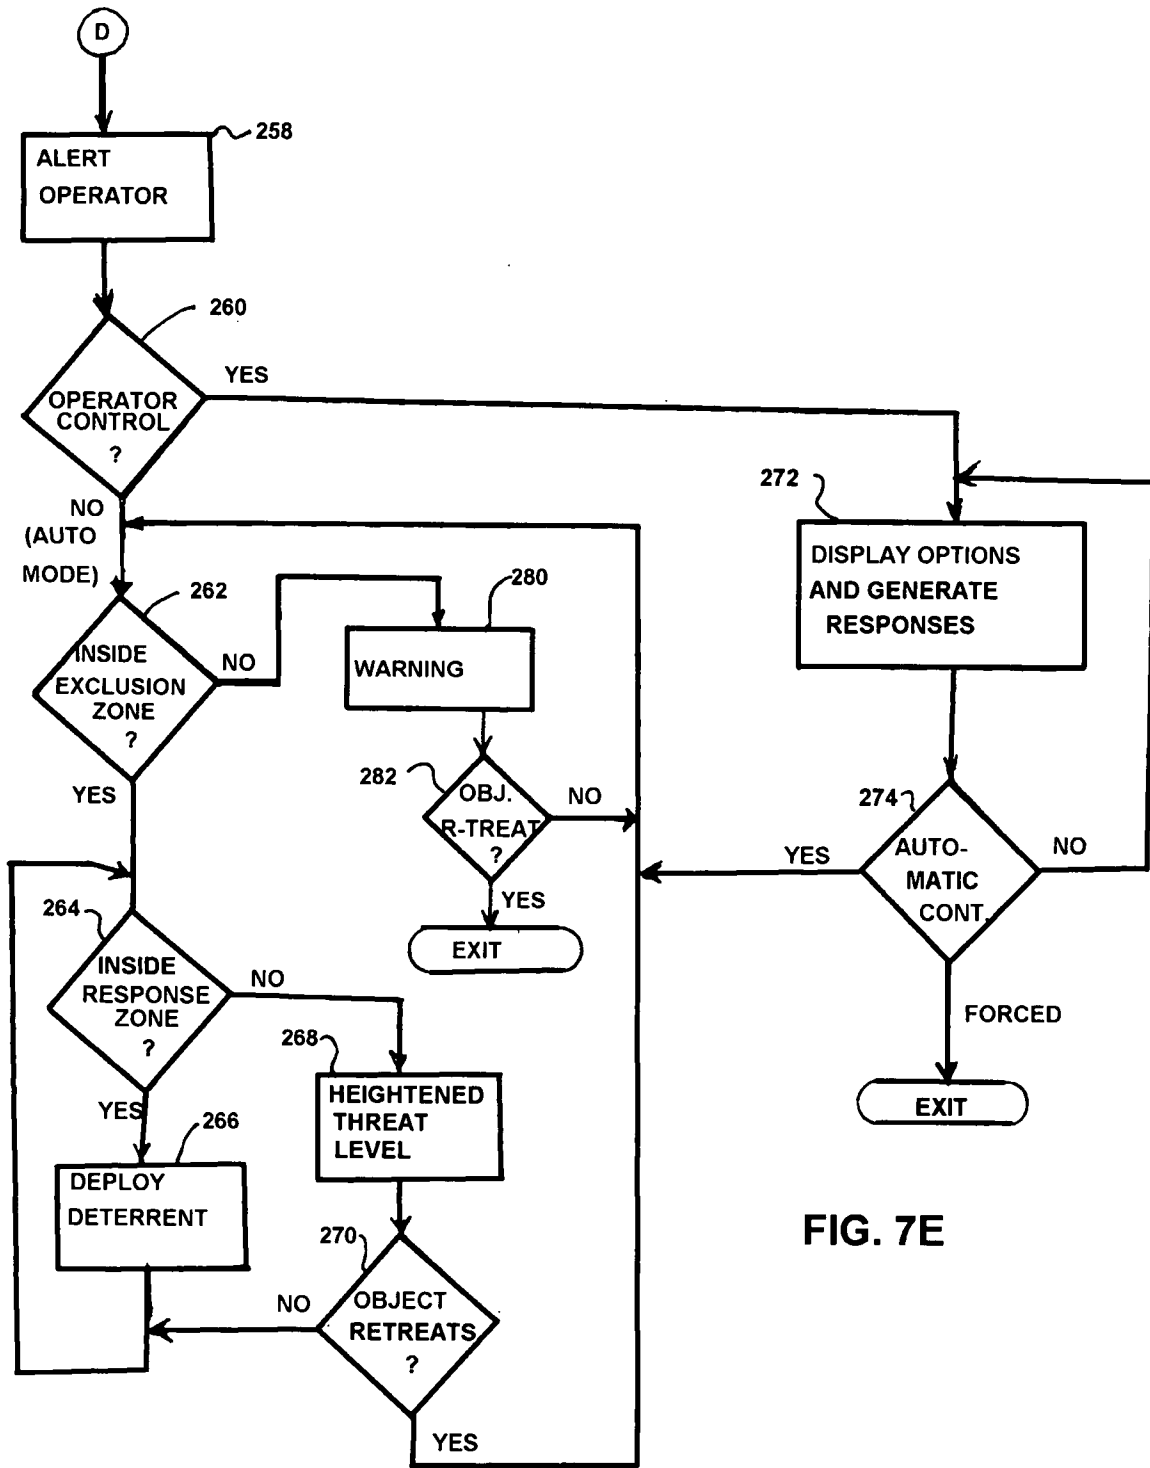 D
258
ALERT
OPERATOR
260
YES
OPERATOR
CONTROL
?
NO
(AUTO
MODE)
272
DISPLAY OPTIONS
AND GENERATE
RESPONSES
262
INSIDE
EXCLUSION
ZONE
?
NO
YES
280
WARNING
282
OBJ.
R-TREAT
?
NO
YES
EXIT
274
AUTO-
MATIC
CONT.
YES
NO
FORCED
EXIT
264
INSIDE
RESPONSE
ZONE
?
NO
YES
268
HEIGHTENED
THREAT
LEVEL
266
DEPLOY
DETERRENT
270
OBJECT
RETREATS
?
NO
YES
FIG. 7E